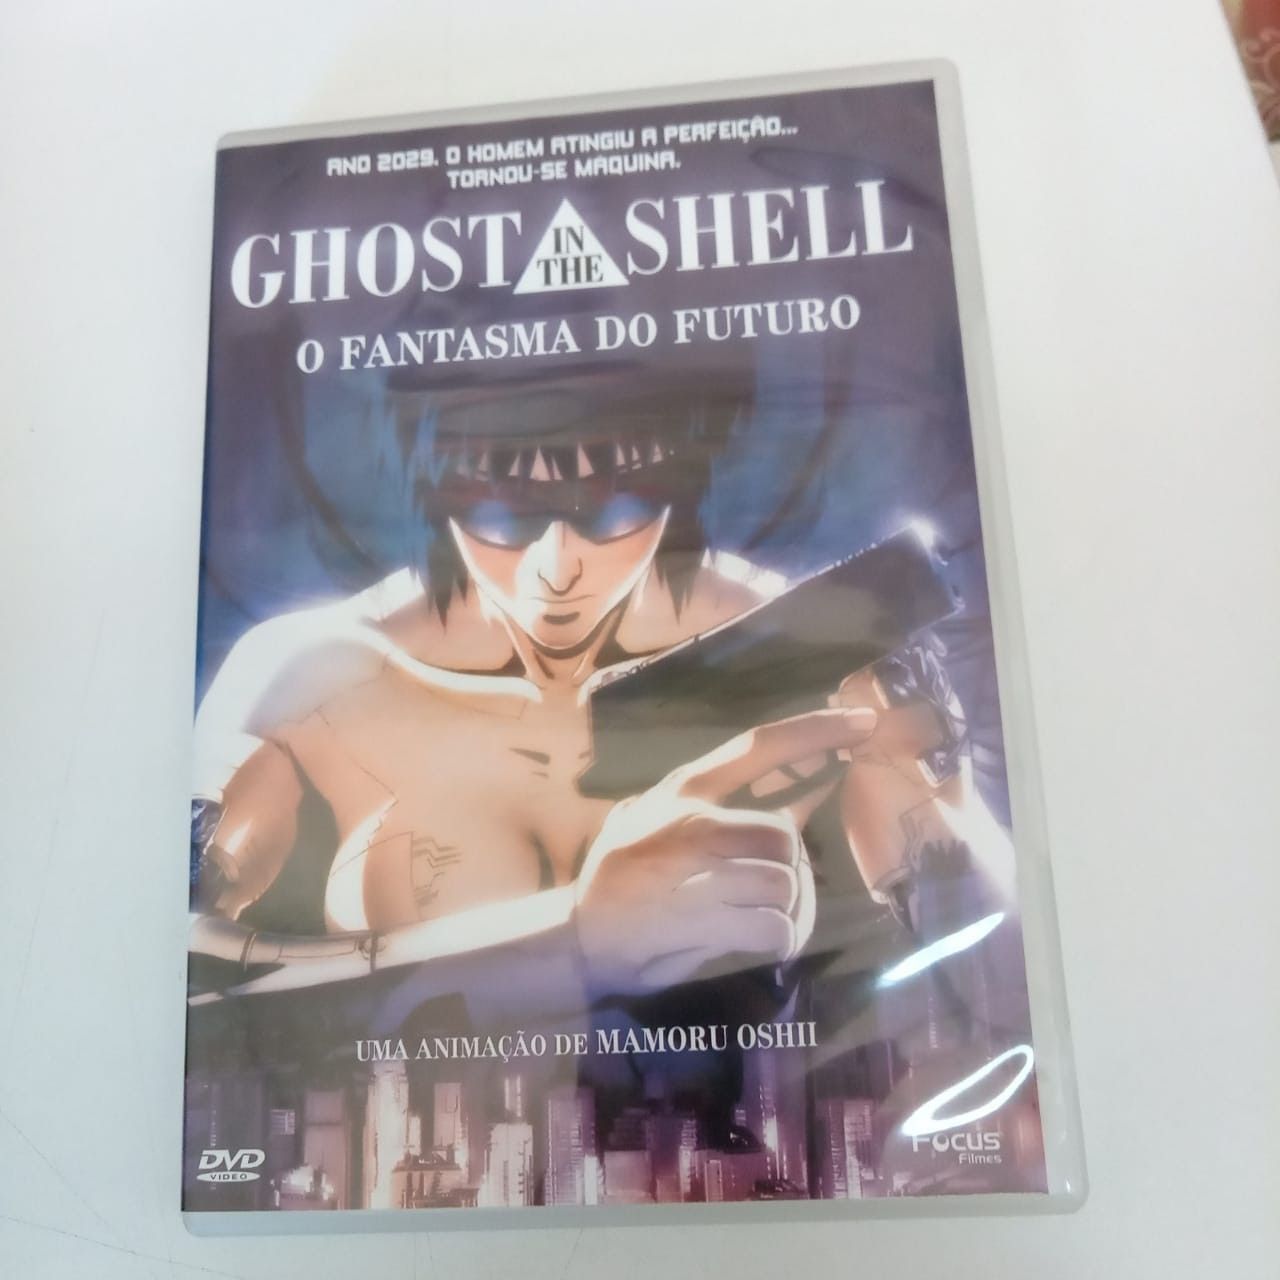 ANO 2029, O HOMEM ATINGIU A PERFEIÇÃO...
TORNOU-SE MÁQUINA.
GHOST IN THE SHELL
O FANTASMA DO FUTURO
UMA ANIMAÇÃO DE MAMORU OSHII
DVD
VIDEO
Focus
Filmes